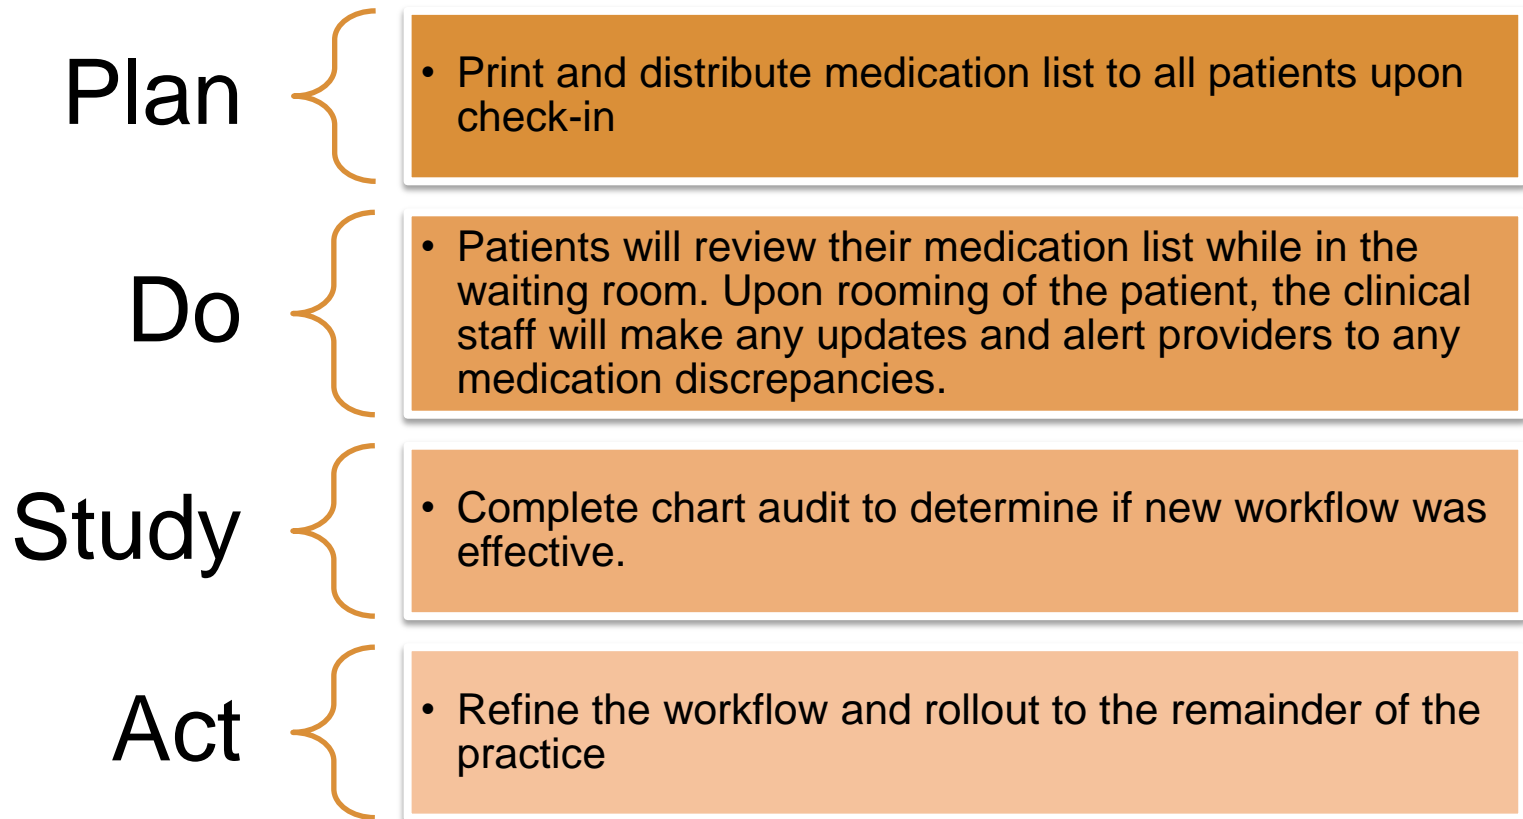 Plan
• Print and distribute medication list to all patients upon
check-in
Do
• Patients will review their medication list while in the
waiting room. Upon rooming of the patient, the clinical
staff will make any updates and alert providers to any
medication discrepancies.
Study
• Complete chart audit to determine if new workflow was
effective.
Act
• Refine the workflow and rollout to the remainder of the
practice